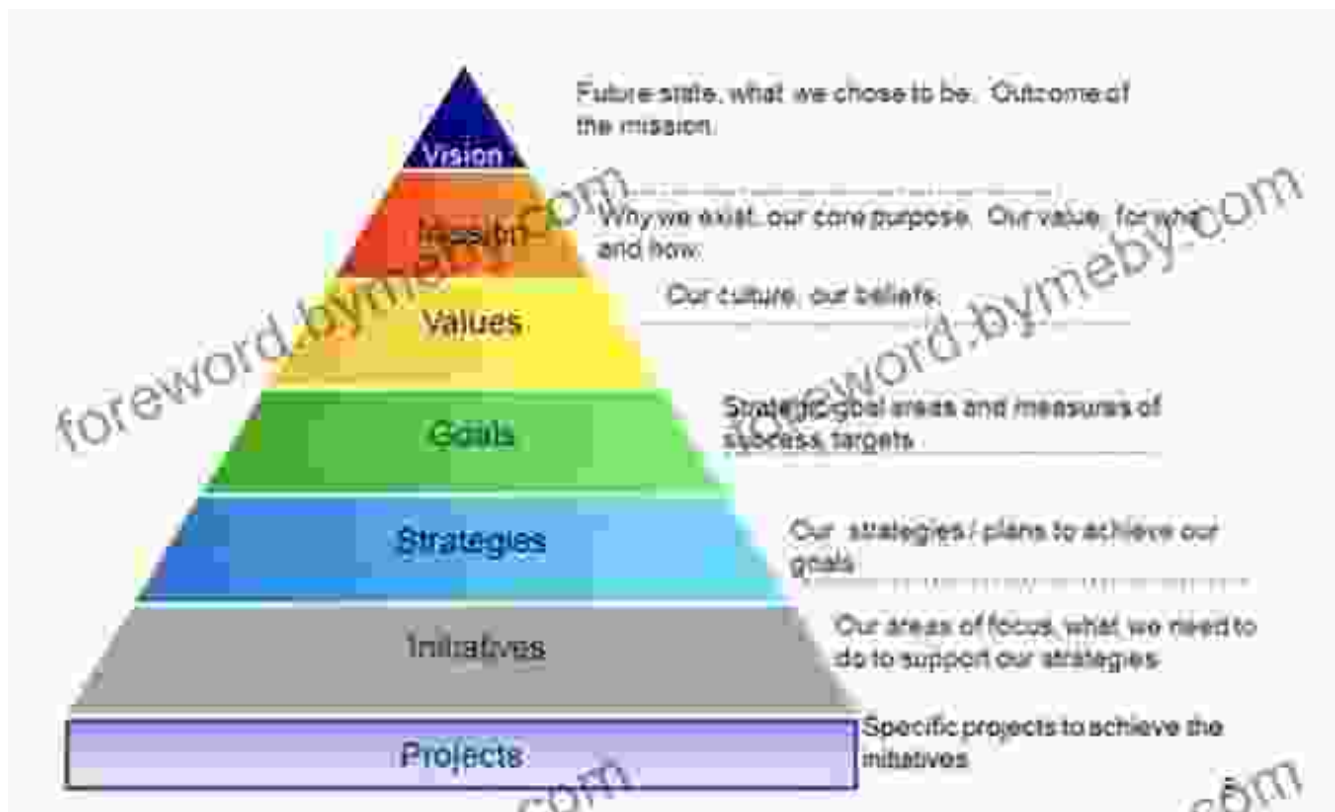 Future state, what we chose to be. Outcome of
the mission.
Vision
Why we exist, our core purpose. Our value, for who
and how.
Mission
Our culture, our beliefs.
Values
Strategic goal areas and measures of
success, targets
Goals
Our strategies / plans to achieve our
goals
Strategies
Our areas of focus, what we need to
do to support our strategies
Initiatives
Specific projects to achieve the
initiatives
Projects
foreword.bymeby.com
foreword.bymeby.com
com
om